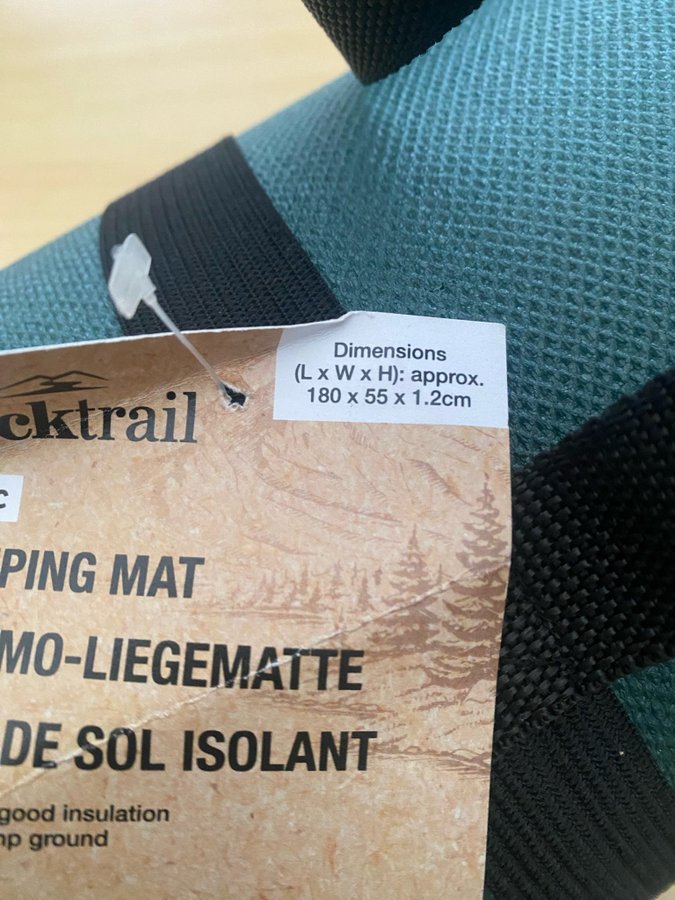 Dimensions
(L x W x H): approx.
180 x 55 x 1.2cm
cktrail
c
PING MAT
MO-LIEGEMATTE
DE SOL ISOLANT
good insulation
mp ground